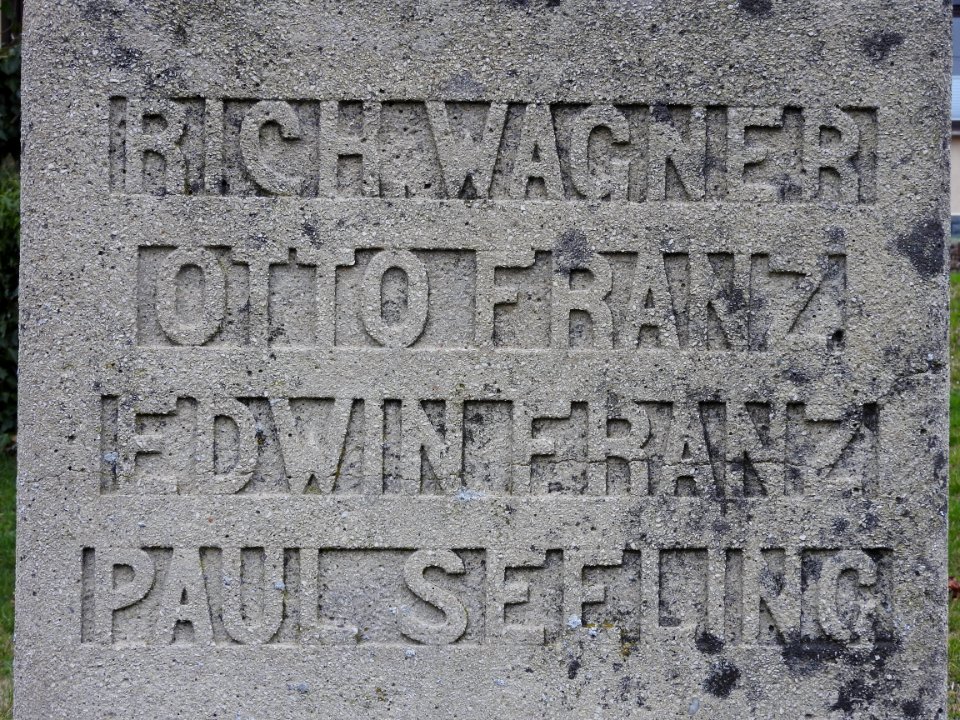 RICH. WAGNER
OTTO FRANZ
EDWIN FRANZ
PAUL SEELING